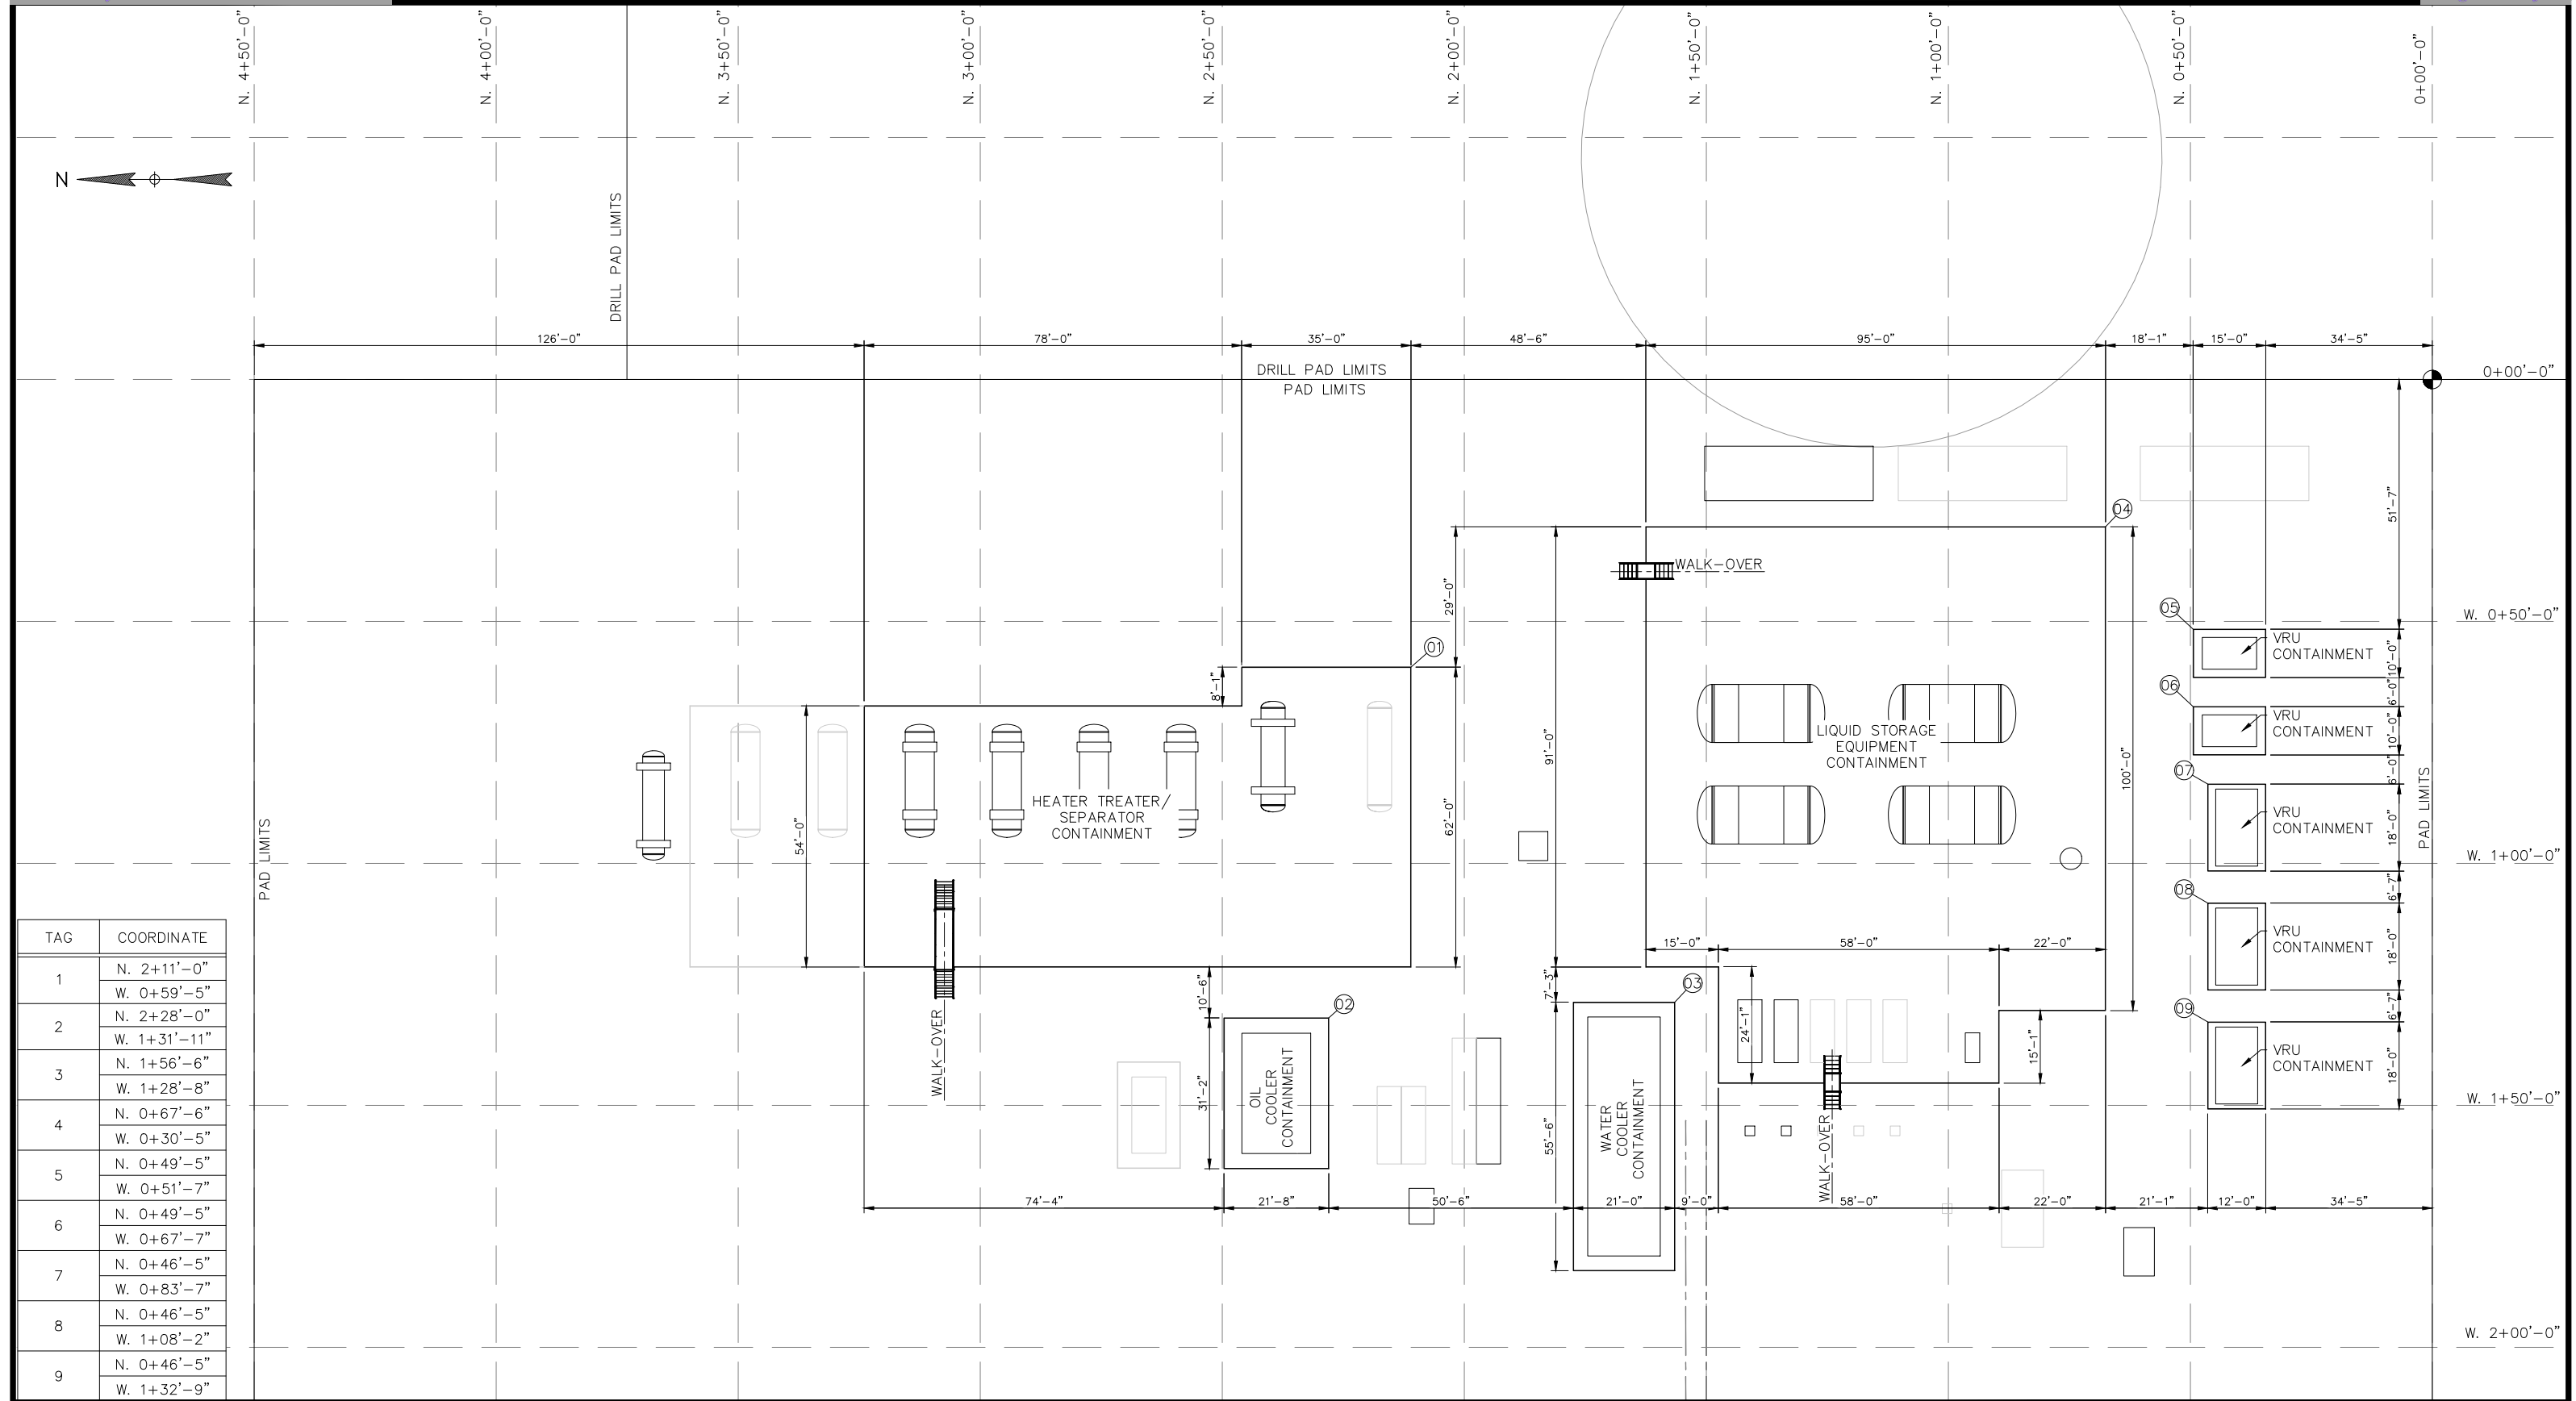 N. 4+50'-0"
N. 4+00'-0"
N. 3+50'-0"
N. 3+00'-0"
N. 2+50'-0"
N. 2+00'-0"
N. 1+50'-0"
N. 1+00'-0"
N. 0+50'-0"
0+00'-0"
N
DRILL PAD LIMITS
126'-0"
78'-0"
35'-0"
48'-6"
95'-0"
18'-1"
15'-0"
34'-5"
DRILL PAD LIMITS
PAD LIMITS
0+00'-0"
51'-7"
04
WALK-OVER
29'-0"
05
W. 0+50'-0"
VRU
CONTAINMENT
10'-0"
01
8'-1"
6'-0"
06
VRU
CONTAINMENT
10'-0"
91'-0"
LIQUID STORAGE
EQUIPMENT
CONTAINMENT
100'-0"
6'-0"
07
PAD LIMITS
VRU
CONTAINMENT
18'-0"
HEATER TREATER/
SEPARATOR
CONTAINMENT
54'-0"
62'-0"
PAD LIMITS
W. 1+00'-0"
6'-7"
08
VRU
CONTAINMENT
18'-0"
15'-0"
58'-0"
22'-0"
7'-3"
03
10'-6"
02
6'-7"
09
24'-1"
15'-1"
VRU
CONTAINMENT
18'-0"
WALK-OVER
31'-2"
OIL
COOLER
CONTAINMENT
55'-6"
WATER
COOLER
CONTAINMENT
WALK-OVER
W. 1+50'-0"
74'-4"
21'-8"
50'-6"
21'-0"
9'-0"
58'-0"
22'-0"
21'-1"
12'-0"
34'-5"
W. 2+00'-0"
TAG COORDINATE
1 N. 2+11'-0"
W. 0+59'-5"
2 N. 2+28'-0"
W. 1+31'-11"
3 N. 1+56'-6"
W. 1+28'-8"
4 N. 0+67'-6"
W. 0+30'-5"
5 N. 0+49'-5"
W. 0+51'-7"
6 N. 0+49'-5"
W. 0+67'-7"
7 N. 0+46'-5"
W. 0+83'-7"
8 N. 0+46'-5"
W. 1+08'-2"
9 N. 0+46'-5"
W. 1+32'-9"